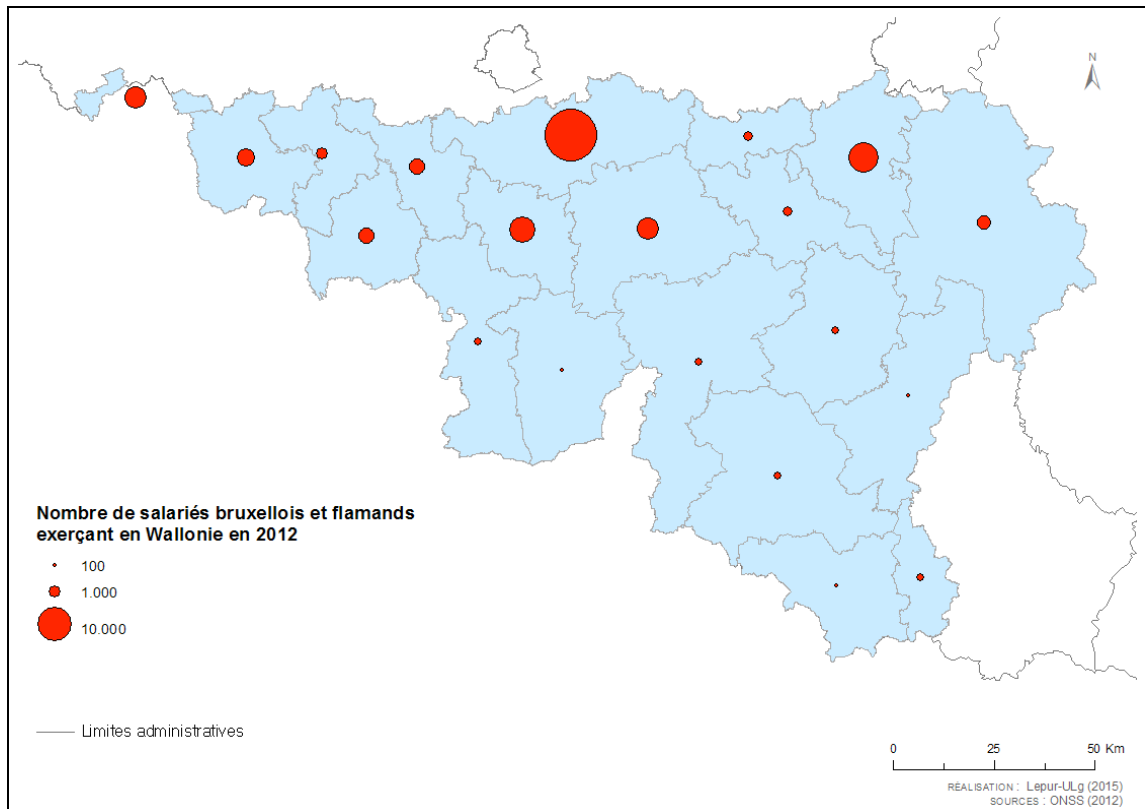 N
Nombre de salariés bruxellois et flamands
exerçant en Wallonie en 2012
100
1.000
10.000
Limites administratives
0 25 50 Km
RÉALISATION : Lepur-ULg (2015)
SOURCES : ONSS (2012)